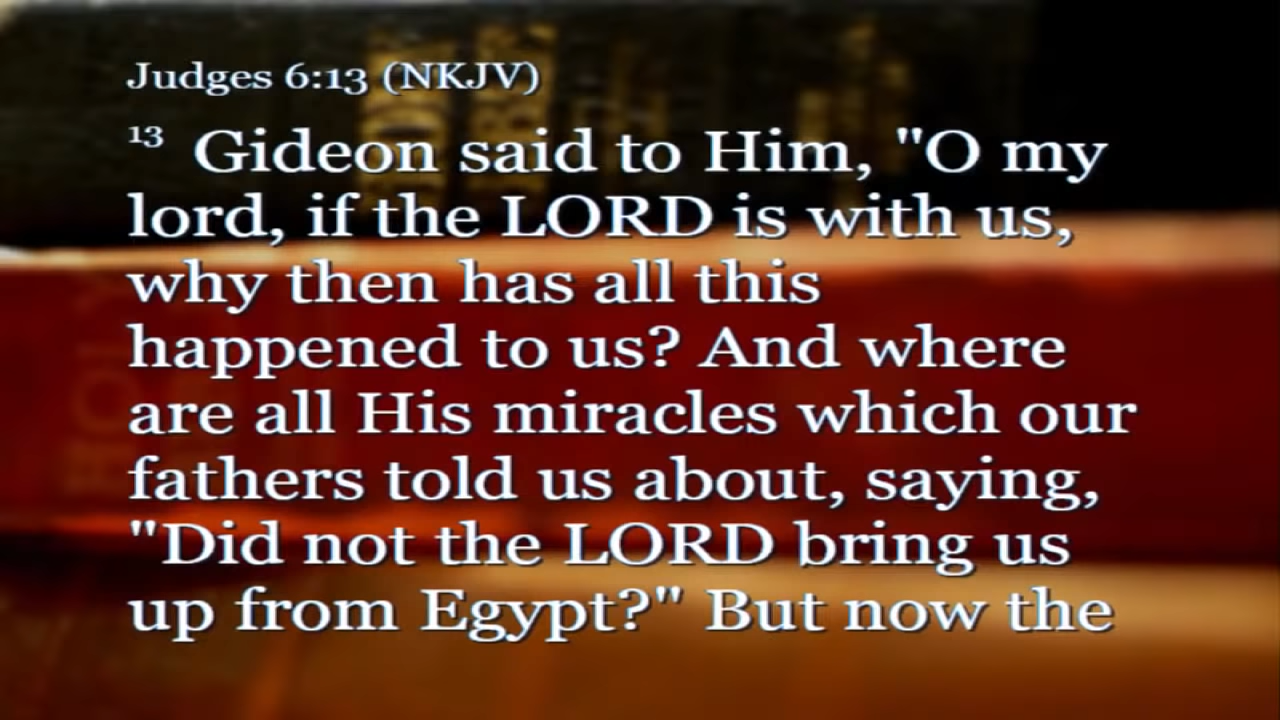 Judges 6:13 (NKJV)
13 Gideon said to Him, "O my
lord, if the LORD is with us,
why then has all this
happened to us? And where
are all His miracles which our
fathers told us about, saying,
"Did not the LORD bring us
up from Egypt?" But now the